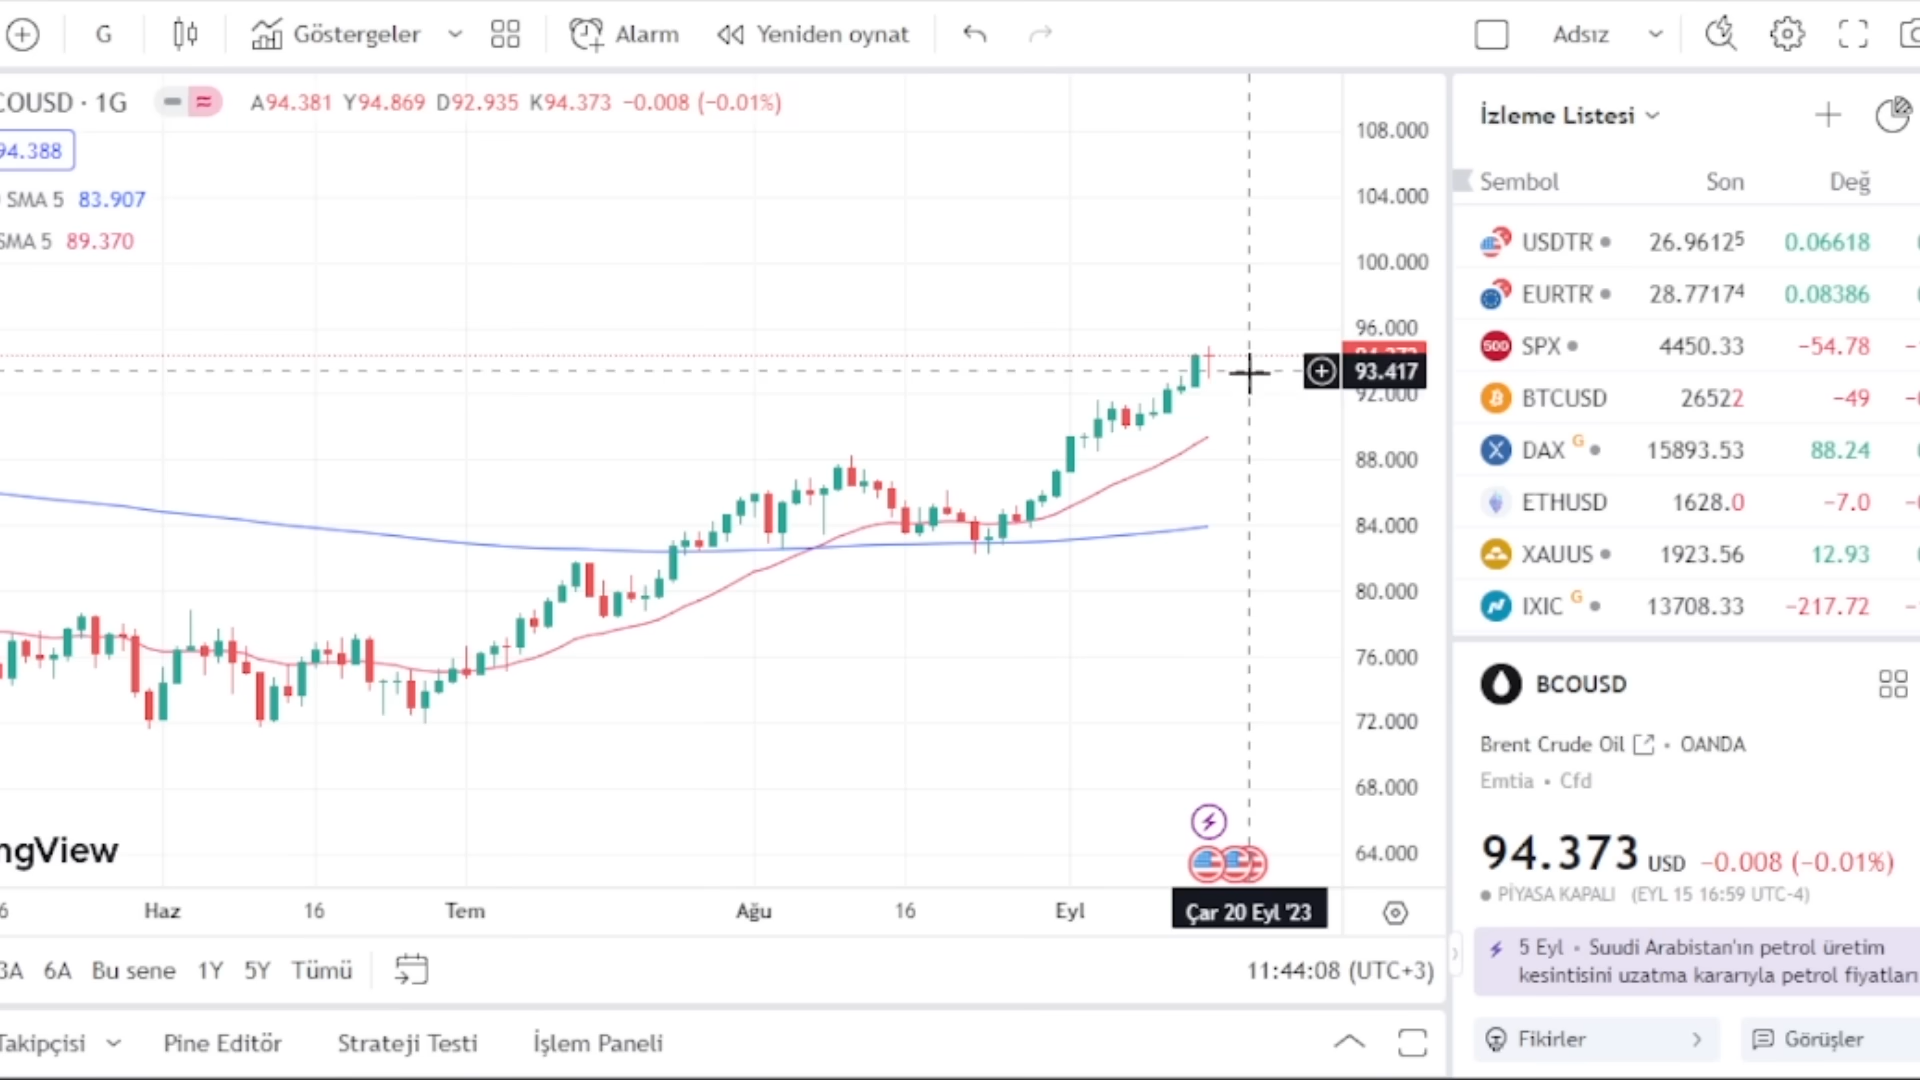 G
Göstergeler
Alarm
Yeniden oynat
Adsız
COUSD · 1G
A94.381 Y94.869 D92.935 K94.373 −0.008 (−0.01%)
94.388
SMA 5 83.907
SMA 5 89.370
108.000
104.000
100.000
96.000
93.417
92.000
88.000
84.000
80.000
76.000
72.000
68.000
64.000
ngView
6
Haz
16
Tem
Ağu
16
Eyl
Çar 20 Eyl '23
3A 6A Bu sene 1Y 5Y Tümü
11:44:08 (UTC+3)
Takipçisi
Pine Editör
Strateji Testi
İşlem Paneli
İzleme Listesi
Sembol Son Değ
USDTR 26.96125 0.06618
EURTR 28.77174 0.08386
500 SPX 4450.33 −54.78
BTCUSD 26522 −49
DAX G 15893.53 88.24
ETHUSD 1628.0 −7.0
XAUUS 1923.56 12.93
IXIC G 13708.33 −217.72
BCOUSD
Brent Crude Oil • OANDA
Emtia • Cfd
94.373 USD −0.008 (−0.01%)
PİYASA KAPALI (EYL 15 16:59 UTC-4)
5 Eyl • Suudi Arabistan'ın petrol üretim
kesintisini uzatma kararıyla petrol fiyatları
Fikirler
Görüşler